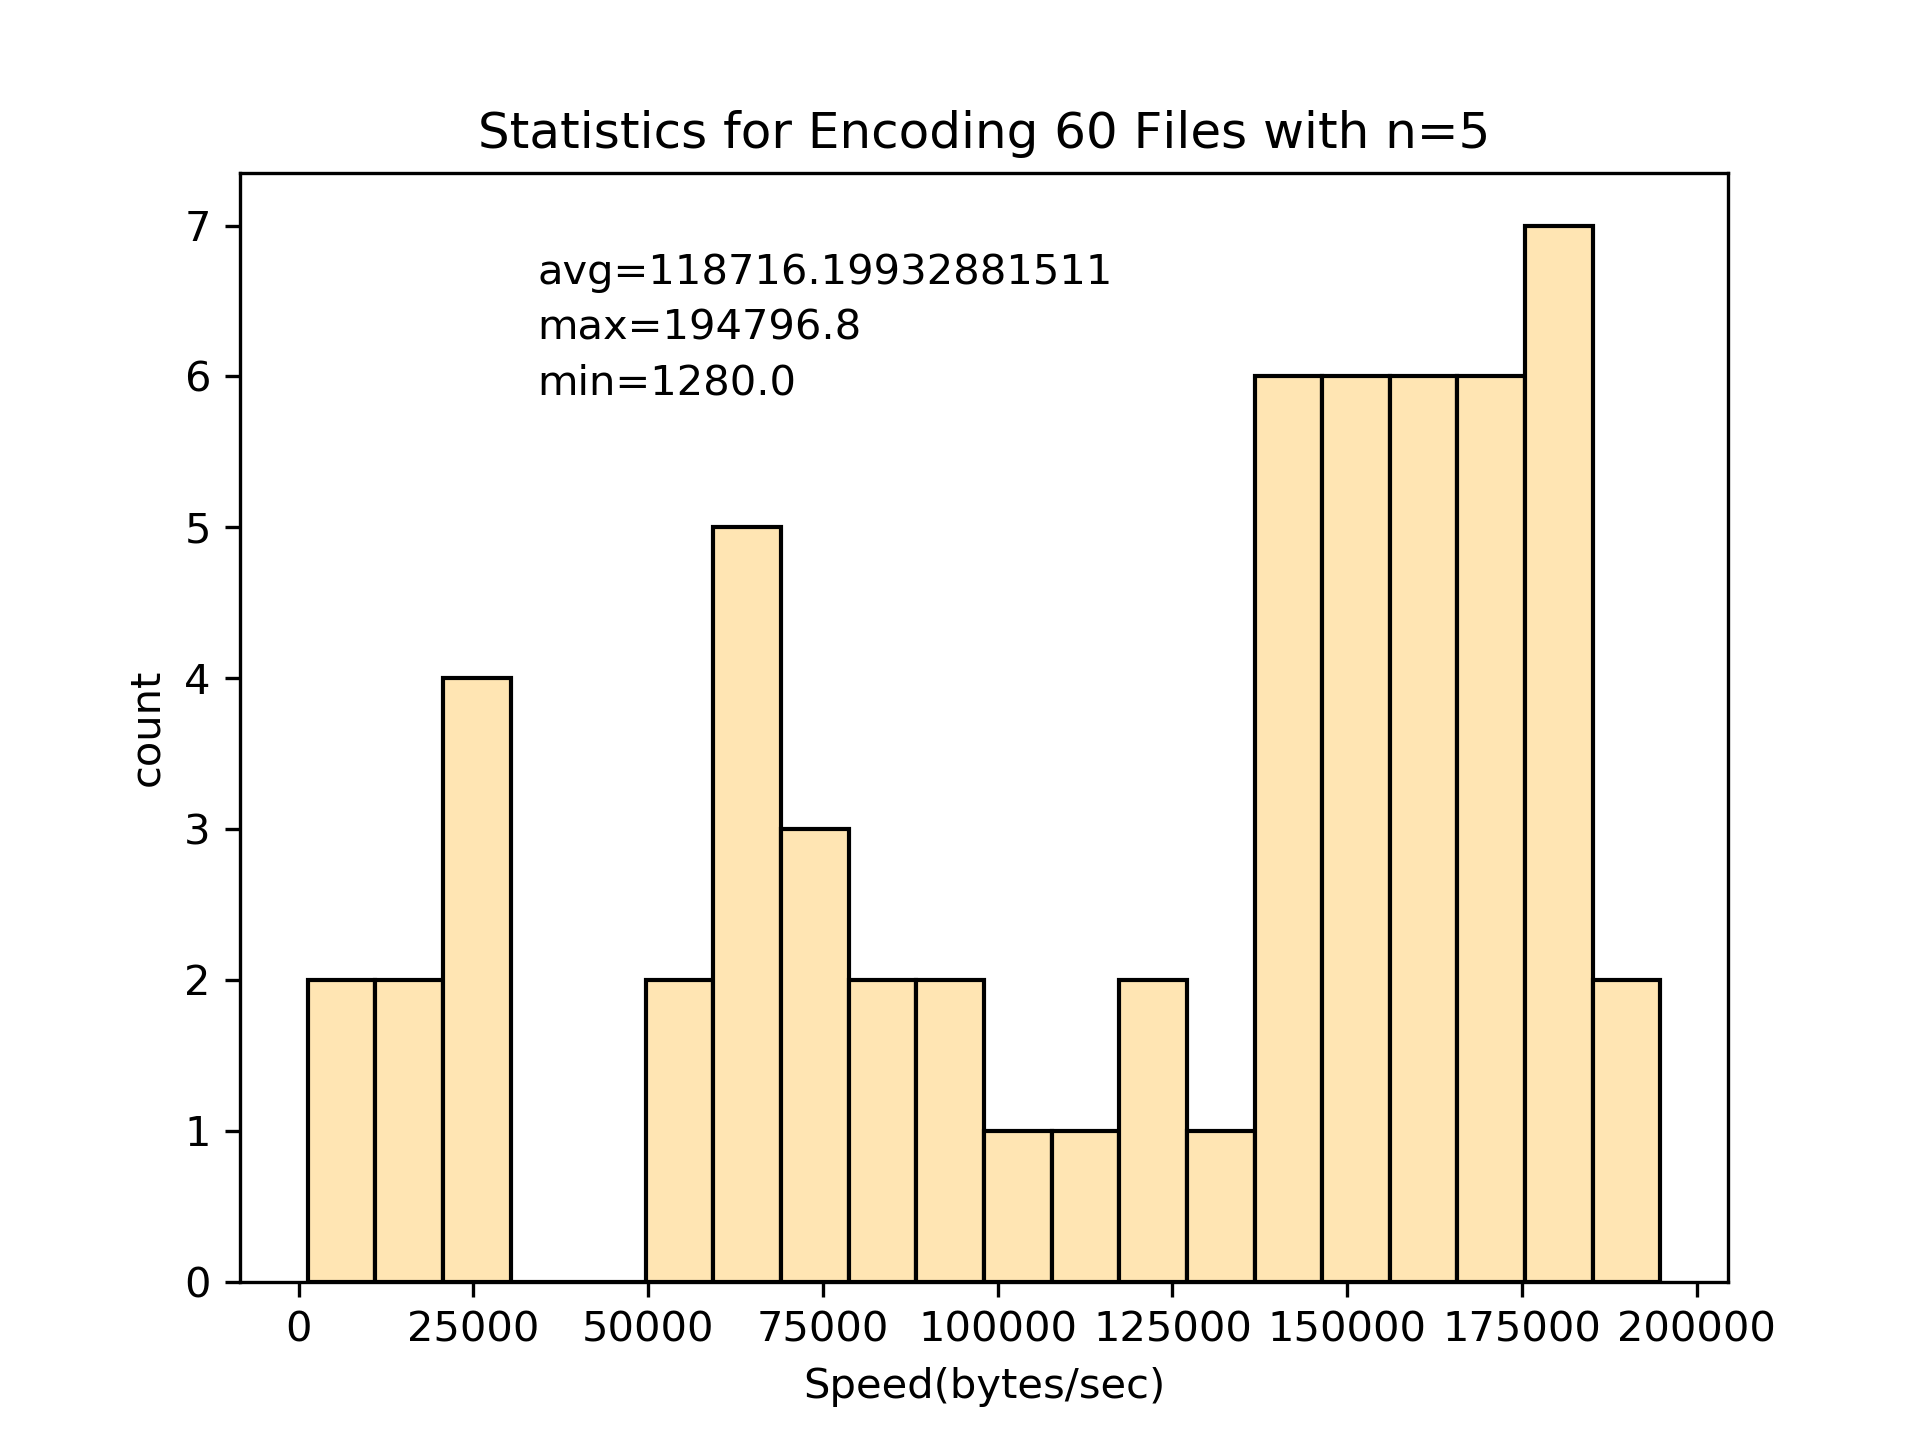 Statistics for Encoding 60 Files with n=5
avg=118716.19932881511
max=194796.8
min=1280.0
7
6
5
4
3
2
1
0
count
0 25000 50000 75000 100000 125000 150000 175000 200000
Speed(bytes/sec)